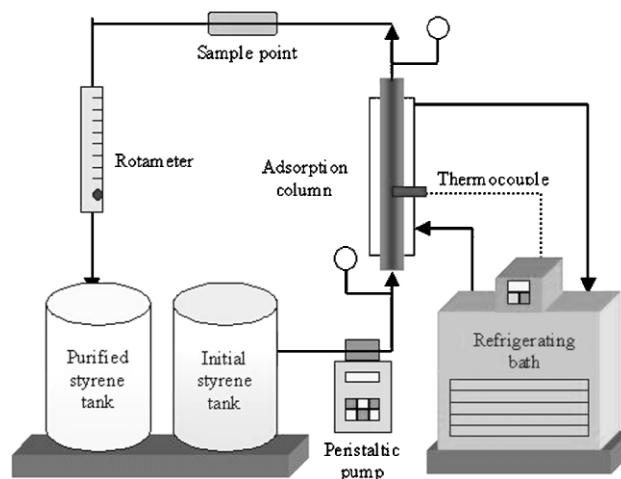 Sample point
Rotameter
Adsorption
column
Thermocouple
Purified
styrene
tank
Initial
styrene
tank
Refrigerating
bath
Peristaltic
pump